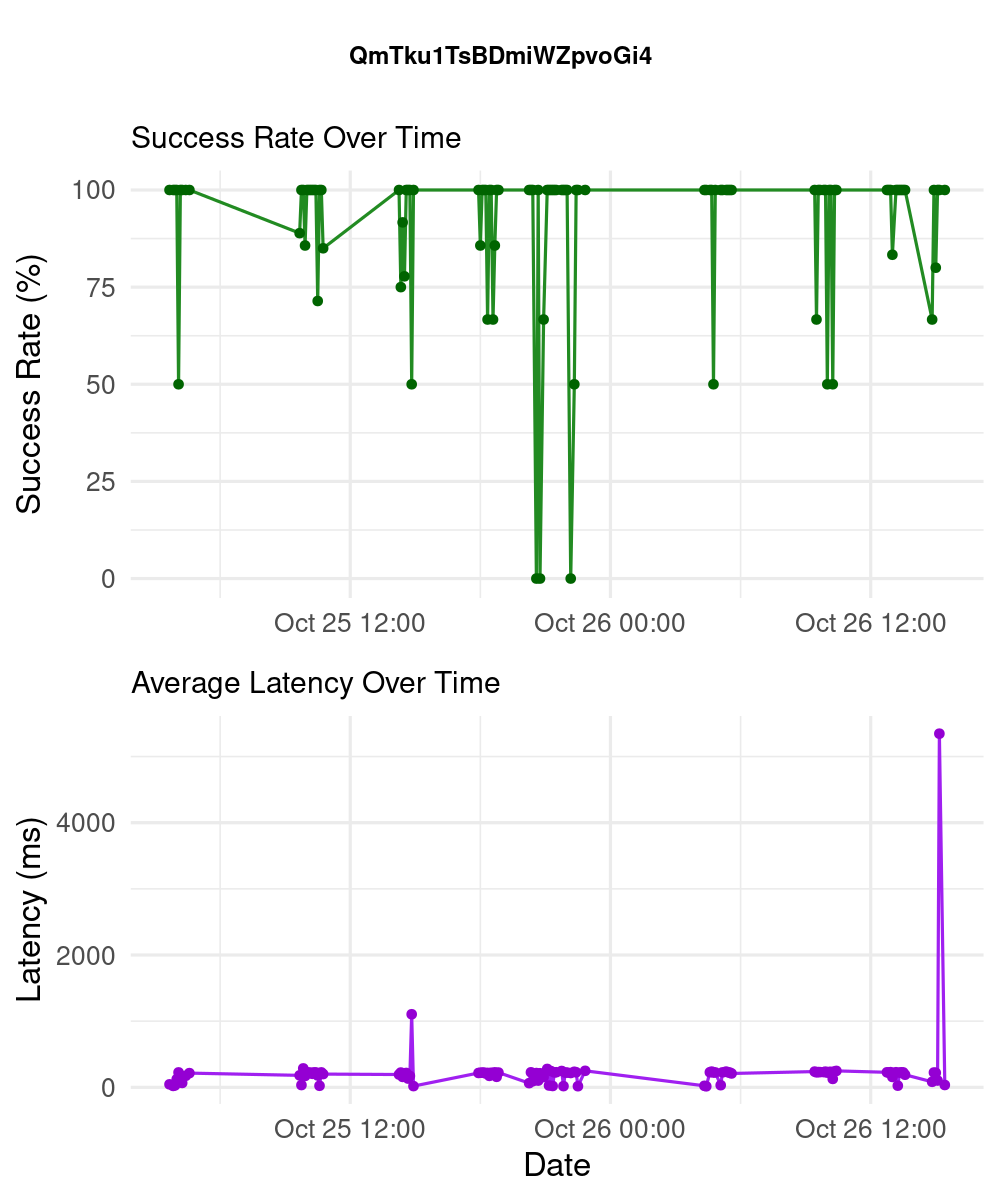 QmTku1TsBDmiWZpvoGi4
Success Rate Over Time
Success Rate (%)
100
75
50
25
0
Oct 25 12:00
Oct 26 00:00
Oct 26 12:00
Average Latency Over Time
Latency (ms)
4000
2000
0
Oct 25 12:00
Oct 26 00:00
Oct 26 12:00
Date